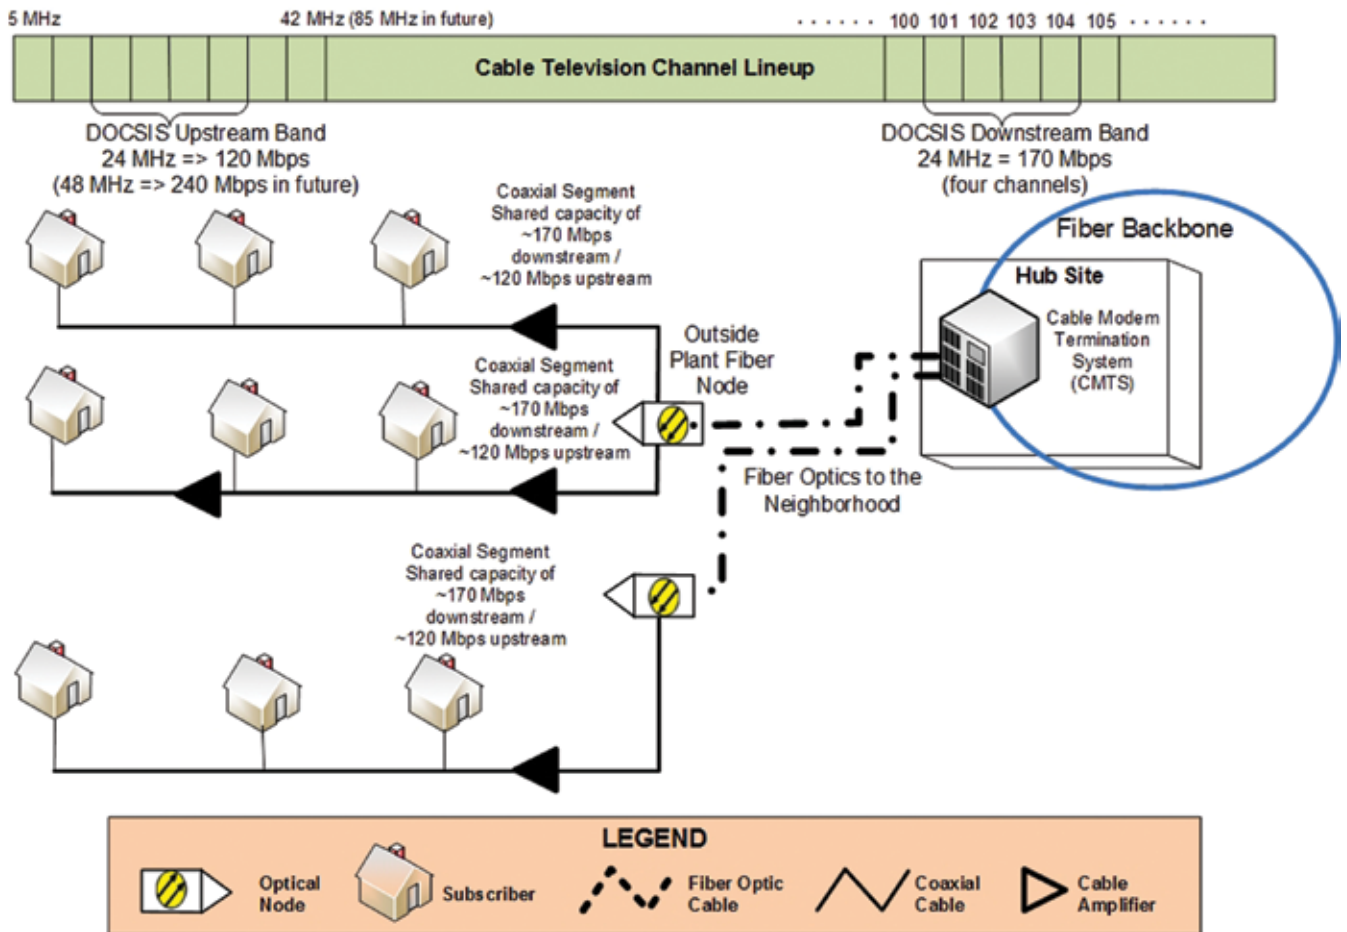 5 MHz
42 MHz (85 MHz in future)
. . . . . . 100 101 102 103 104 105 . . . . . .
Cable Television Channel Lineup
DOCSIS Upstream Band
24 MHz => 120 Mbps
(48 MHz => 240 Mbps in future)
DOCSIS Downstream Band
24 MHz = 170 Mbps
(four channels)
Coaxial Segment
Shared capacity of
~170 Mbps
downstream /
~120 Mbps upstream
Fiber Backbone
Hub Site
Cable Modem
Termination
System
(CMTS)
Outside
Plant Fiber
Node
Coaxial Segment
Shared capacity of
~170 Mbps
downstream /
~120 Mbps upstream
Fiber Optics to the
Neighborhood
Coaxial Segment
Shared capacity of
~170 Mbps
downstream /
~120 Mbps upstream
LEGEND
Optical
Node
Subscriber
Fiber Optic
Cable
Coaxial
Cable
Cable
Amplifier